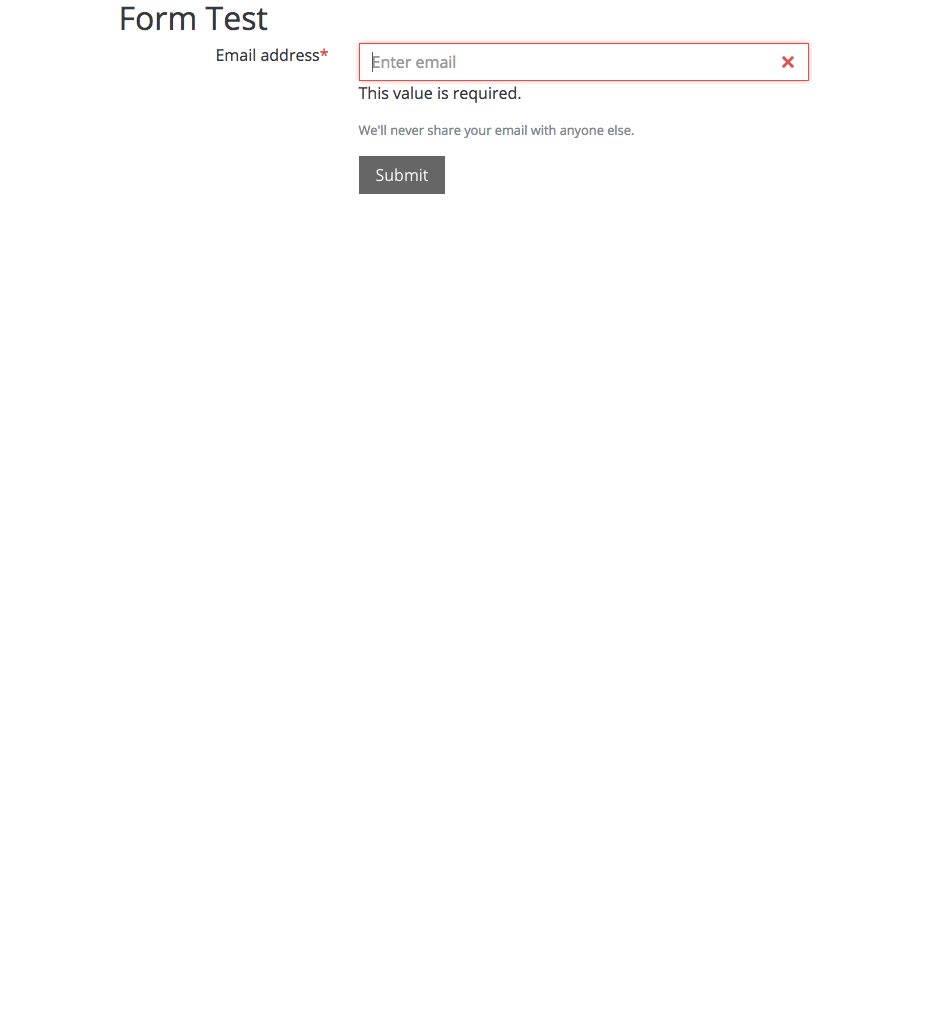 Form Test
Email address*
Enter email
This value is required.
We'll never share your email with anyone else.
Submit